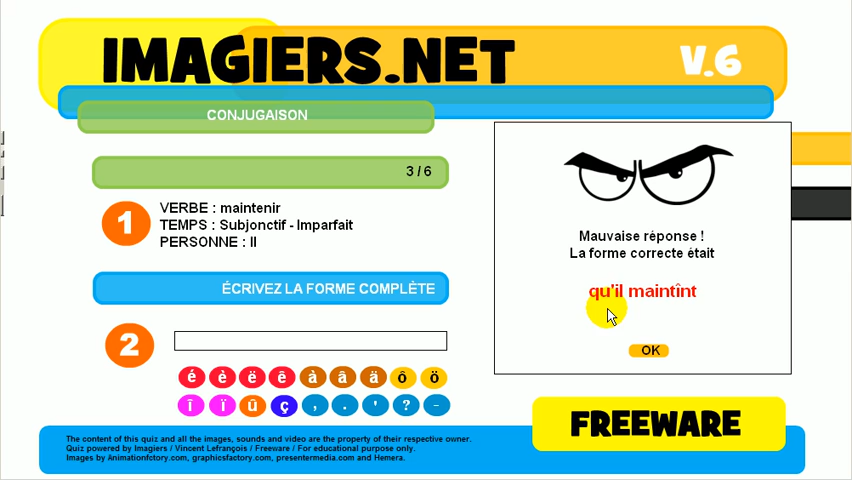 IMAGIERS.NET
V.6
CONJUGAISON
3 / 6
1
VERBE : maintenir
TEMPS : Subjonctif - Imparfait
PERSONNE : Il
ÉCRIVEZ LA FORME COMPLÈTE
2
é è ë ê à â ä ô ö
î ï û ç , . ' ? -
Mauvaise réponse !
La forme correcte était
qu'il maintînt
OK
FREEWARE
The content of this quiz and all the images, sounds and video are the property of their respective owner.
Quiz powered by Imagiers / Vincent Lefrançois / Freeware / For educational purpose only.
Images by Animationfctory.com, graphicsfactory.com, presentermedia.com and Hemera.